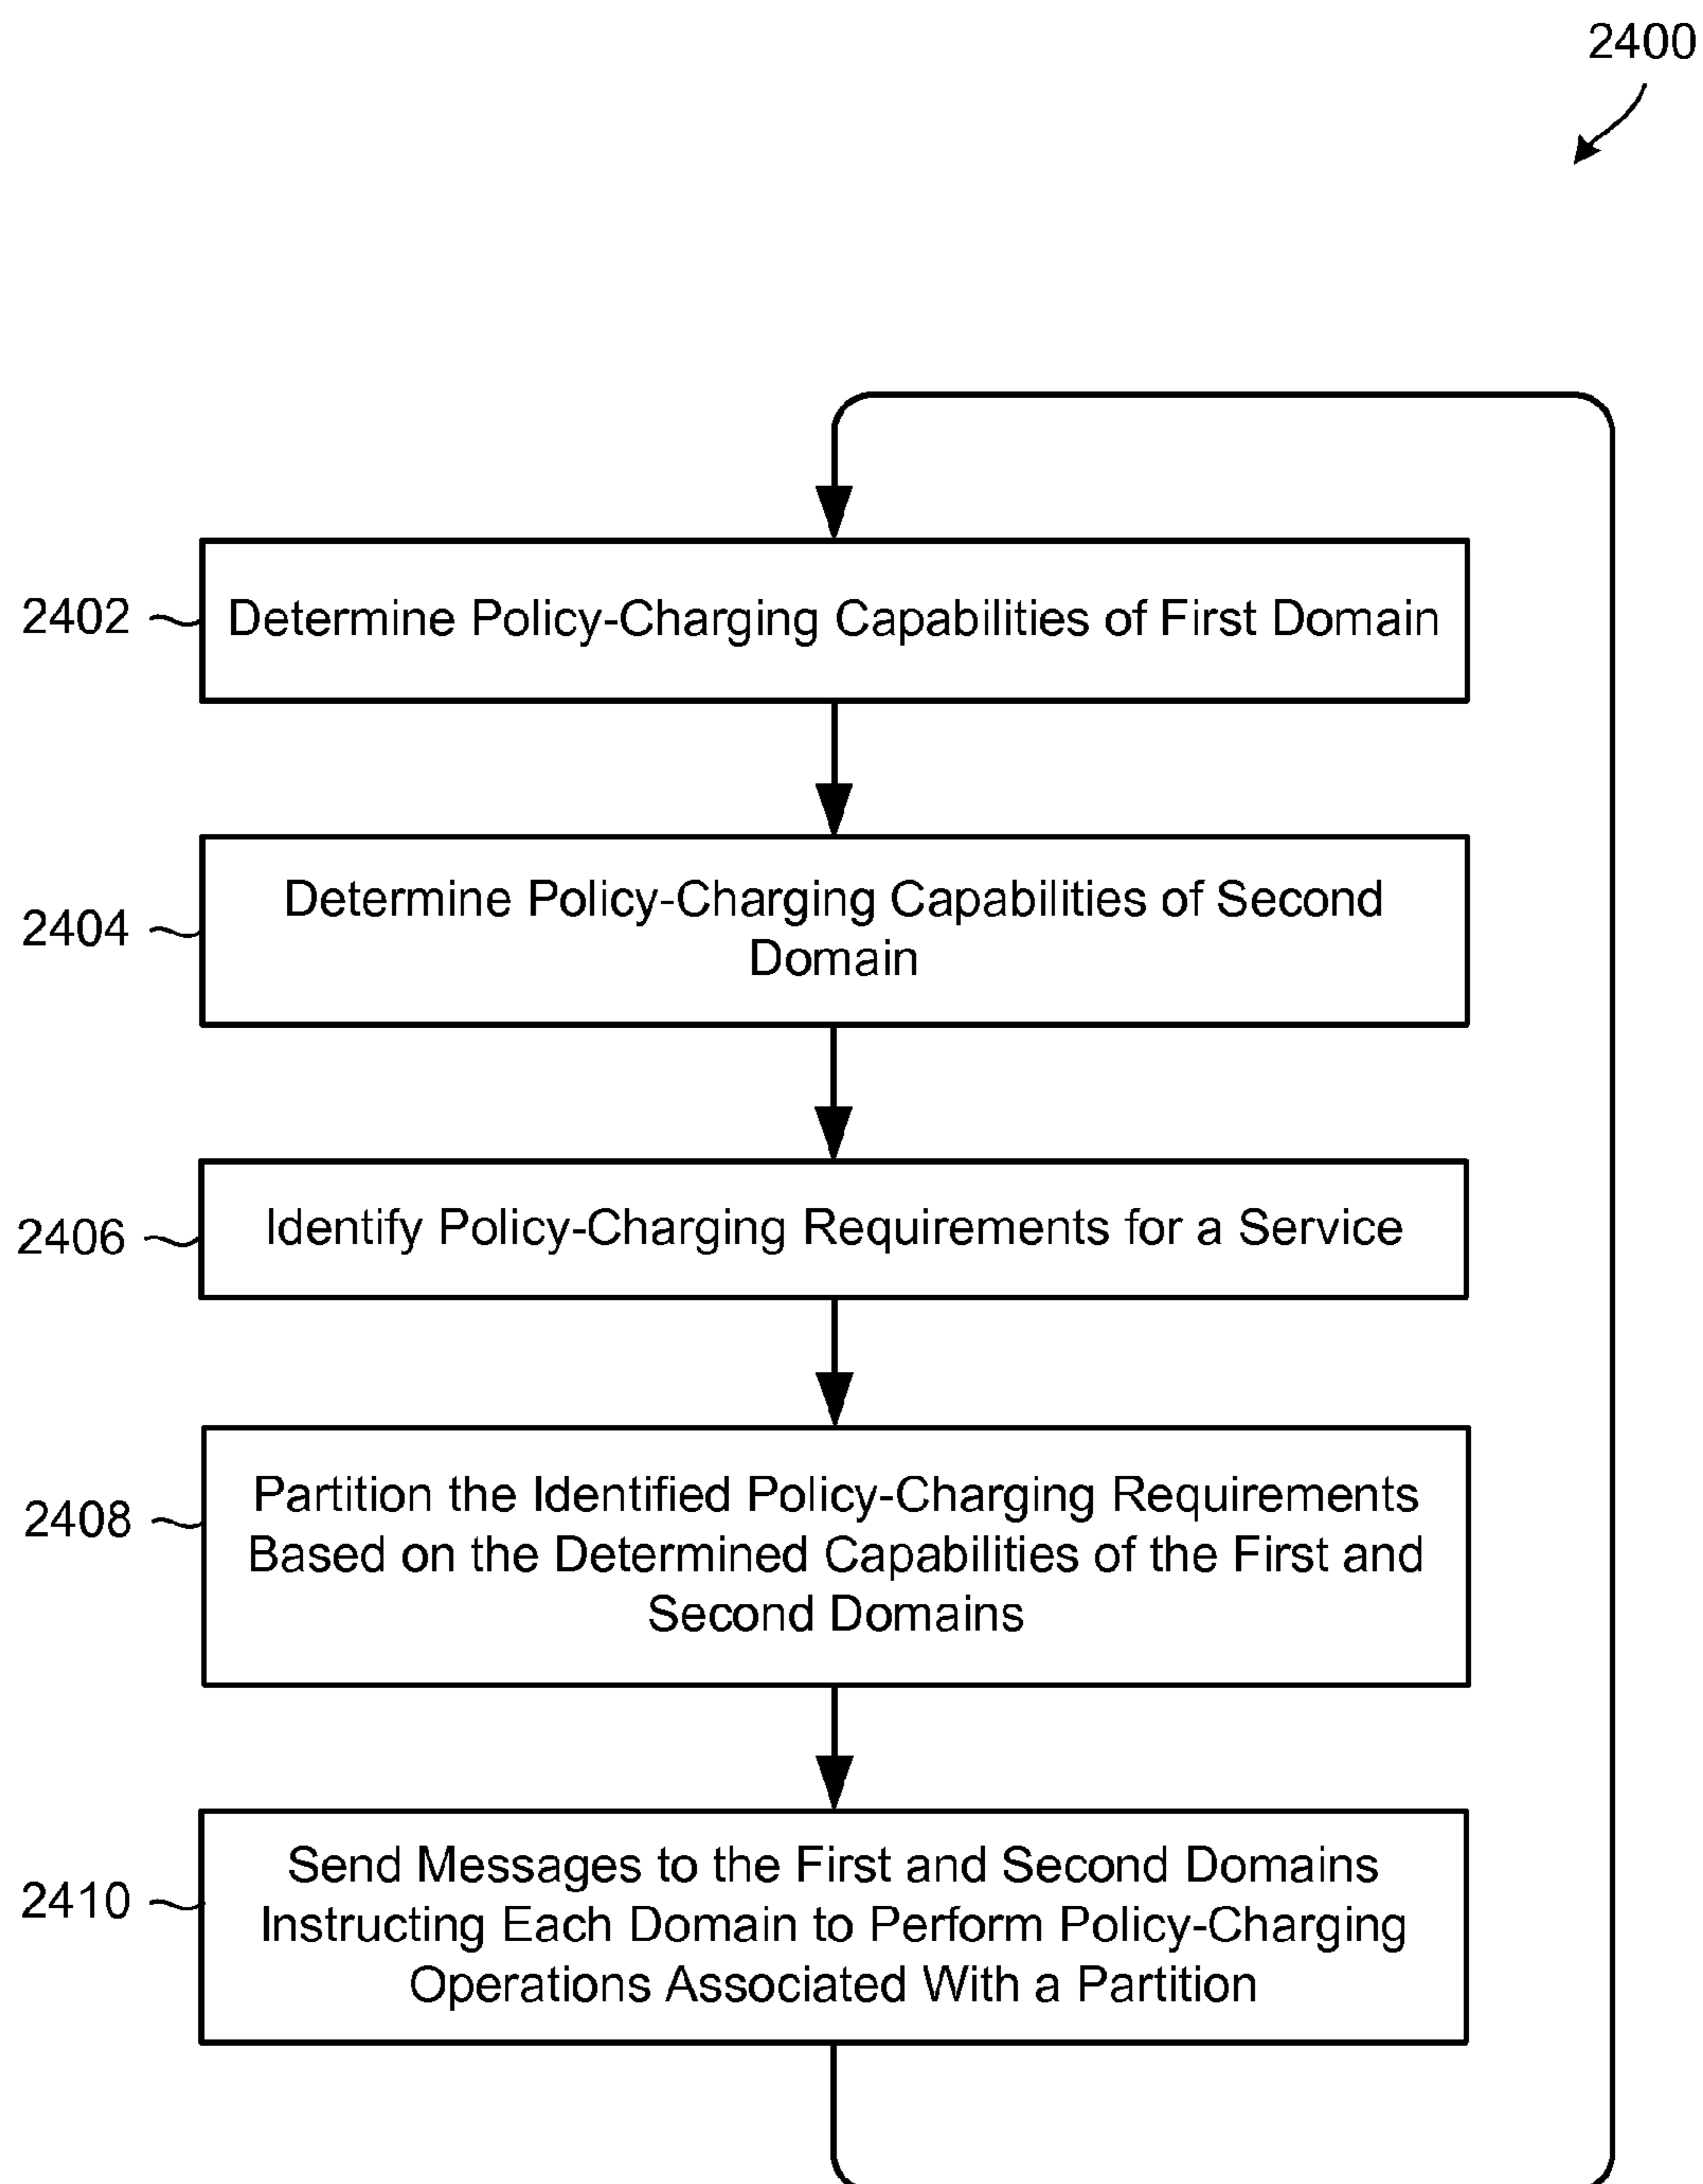 2400
2402
Determine Policy-Charging Capabilities of First Domain
2404
Determine Policy-Charging Capabilities of Second
Domain
2406
Identify Policy-Charging Requirements for a Service
2408
Partition the Identified Policy-Charging Requirements
Based on the Determined Capabilities of the First and
Second Domains
2410
Send Messages to the First and Second Domains
Instructing Each Domain to Perform Policy-Charging
Operations Associated With a Partition